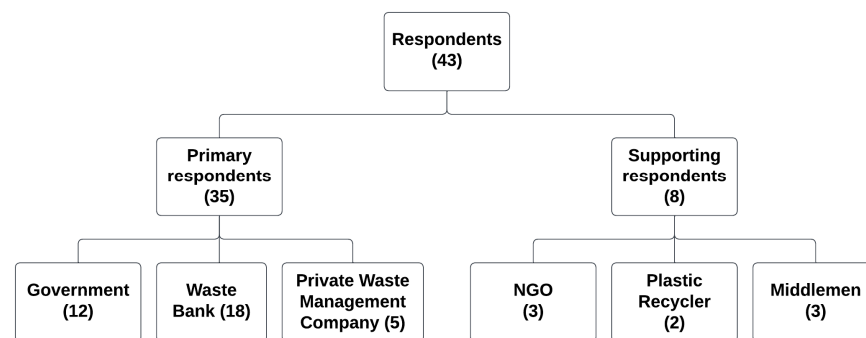 Respondents
(43)
Primary
respondents
(35)
Supporting
respondents
(8)
Government
(12)
Waste
Bank (18)
Private Waste
Management
Company (5)
NGO
(3)
Plastic
Recycler
(2)
Middlemen
(3)